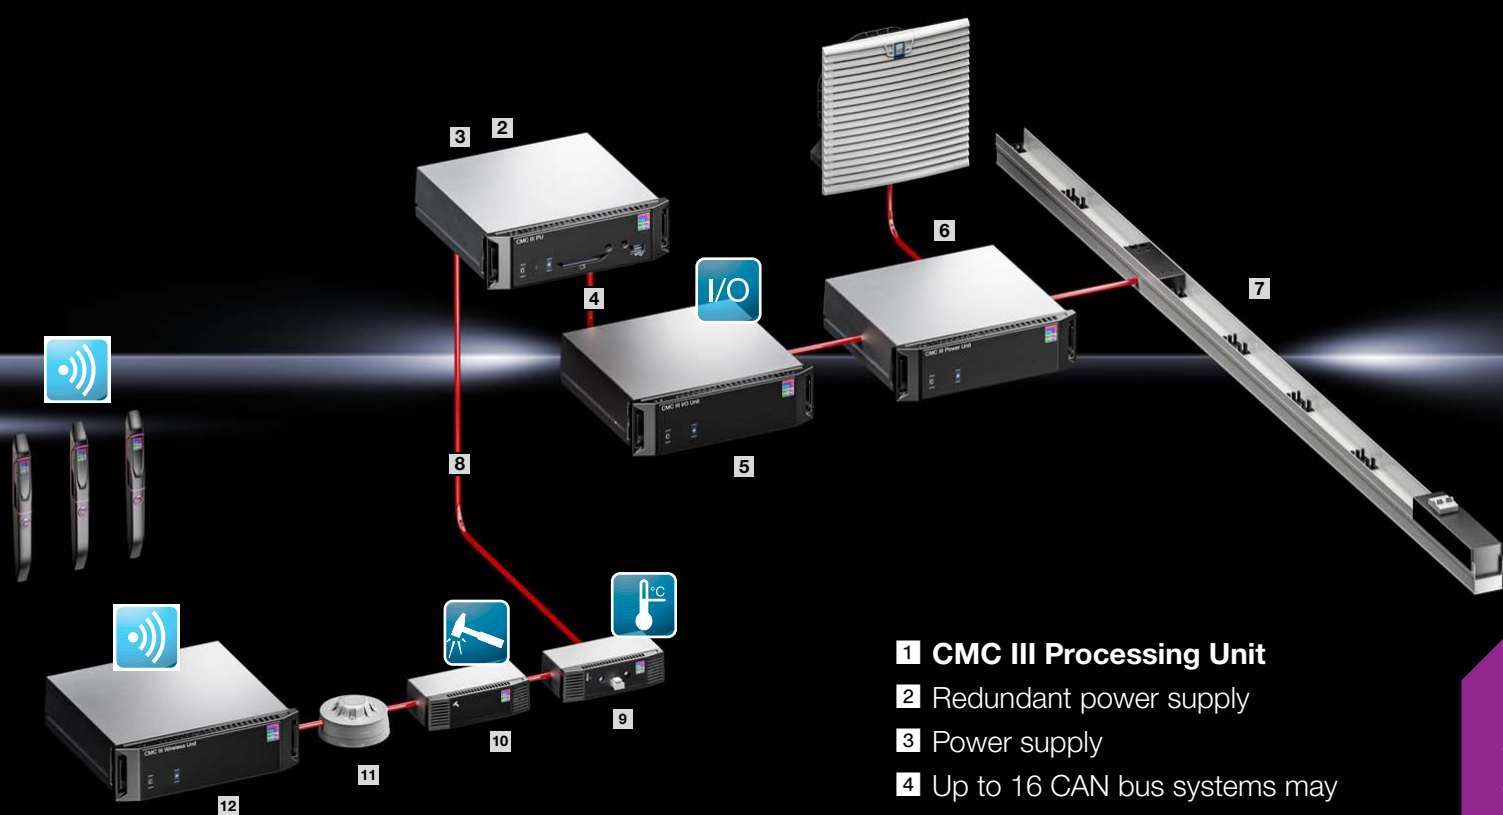 3 2
CMC III PU
6
I/O
4
7
CMC III Power Unit
CMC III I/O Unit
8
5
°C
9
10
CMC III Wireless Unit
11
12
1 CMC III Processing Unit
2 Redundant power supply
3 Power supply
4 Up to 16 CAN bus systems may